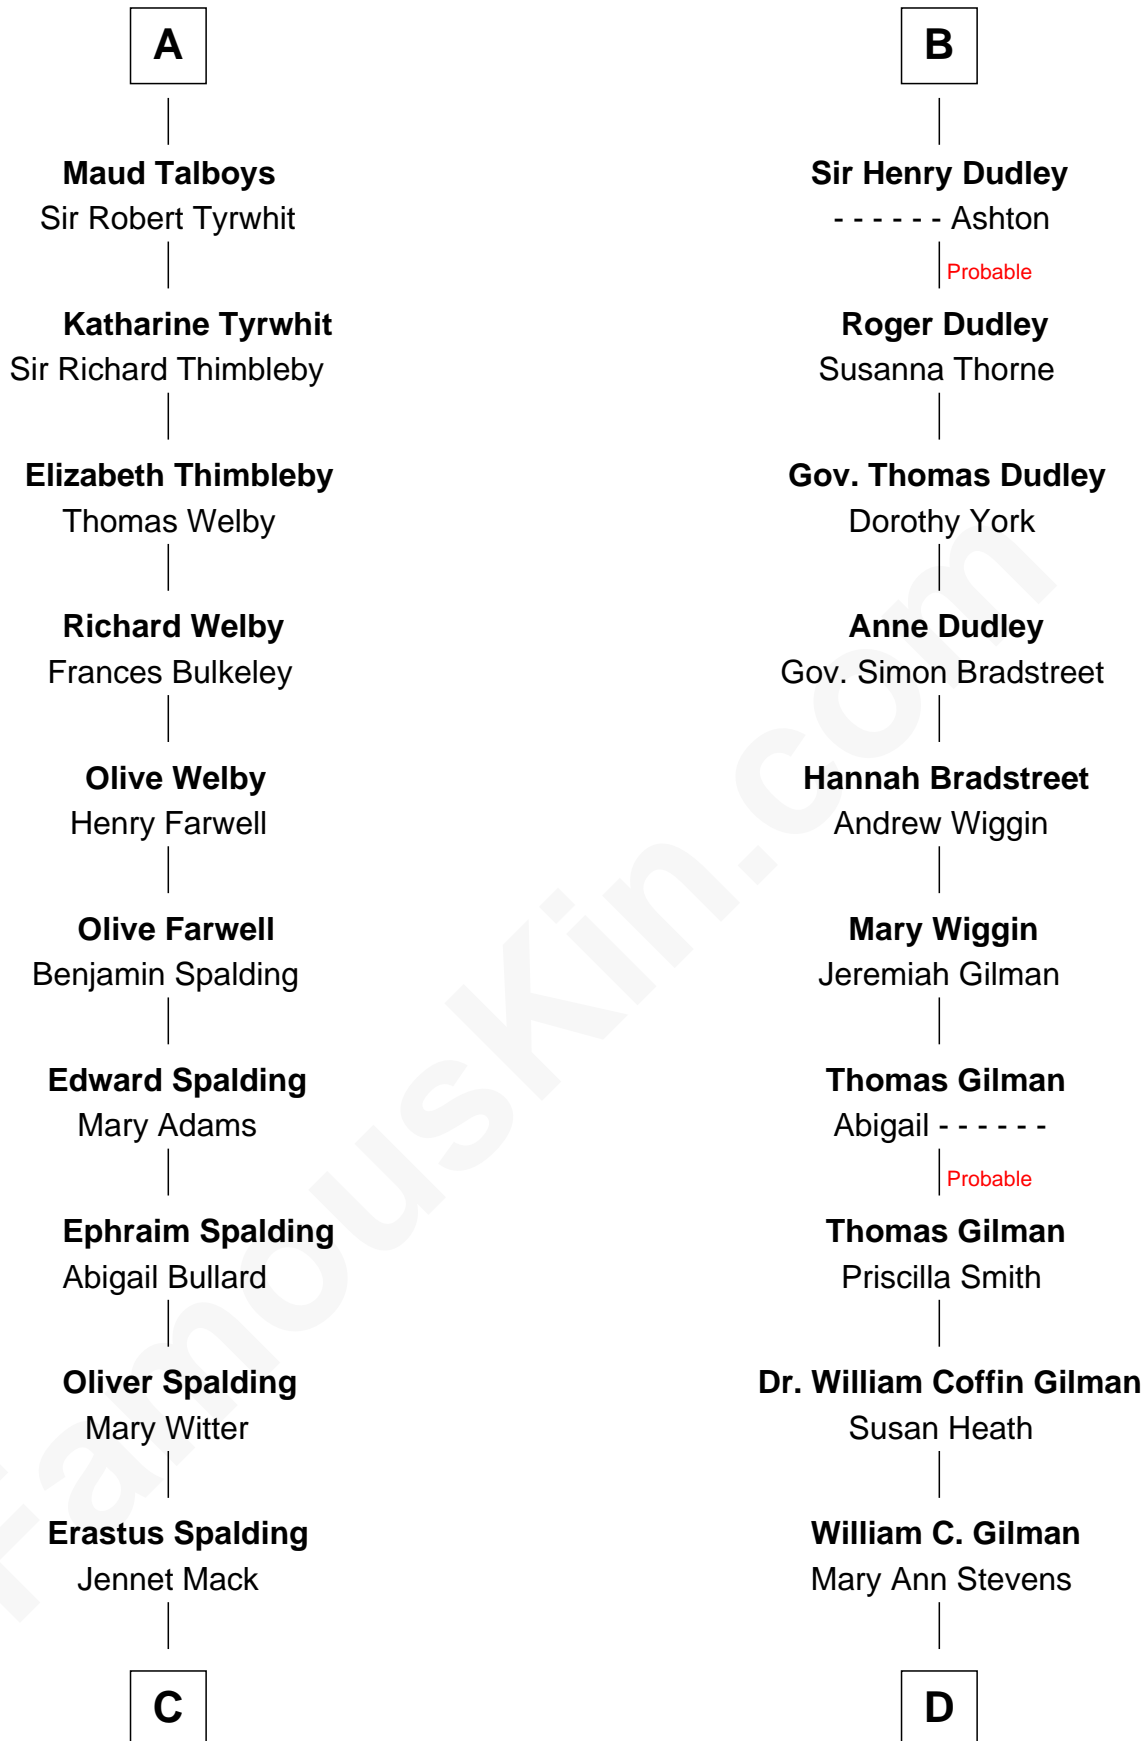 A
Maud Talboys
Sir Robert Tyrwhit
Katharine Tyrwhit
Sir Richard Thimbleby
Elizabeth Thimbleby
Thomas Welby
Richard Welby
Frances Bulkeley
Olive Welby
Henry Farwell
Olive Farwell
Benjamin Spalding
Edward Spalding
Mary Adams
Ephraim Spalding
Abigail Bullard
Oliver Spalding
Mary Witter
Erastus Spalding
Jennet Mack
C
B
Sir Henry Dudley
- - - - - - Ashton
Probable
Roger Dudley
Susanna Thorne
Gov. Thomas Dudley
Dorothy York
Anne Dudley
Gov. Simon Bradstreet
Hannah Bradstreet
Andrew Wiggin
Mary Wiggin
Jeremiah Gilman
Thomas Gilman
Abigail - - - - - -
Probable
Thomas Gilman
Priscilla Smith
Dr. William Coffin Gilman
Susan Heath
William C. Gilman
Mary Ann Stevens
D
FamousKin.com